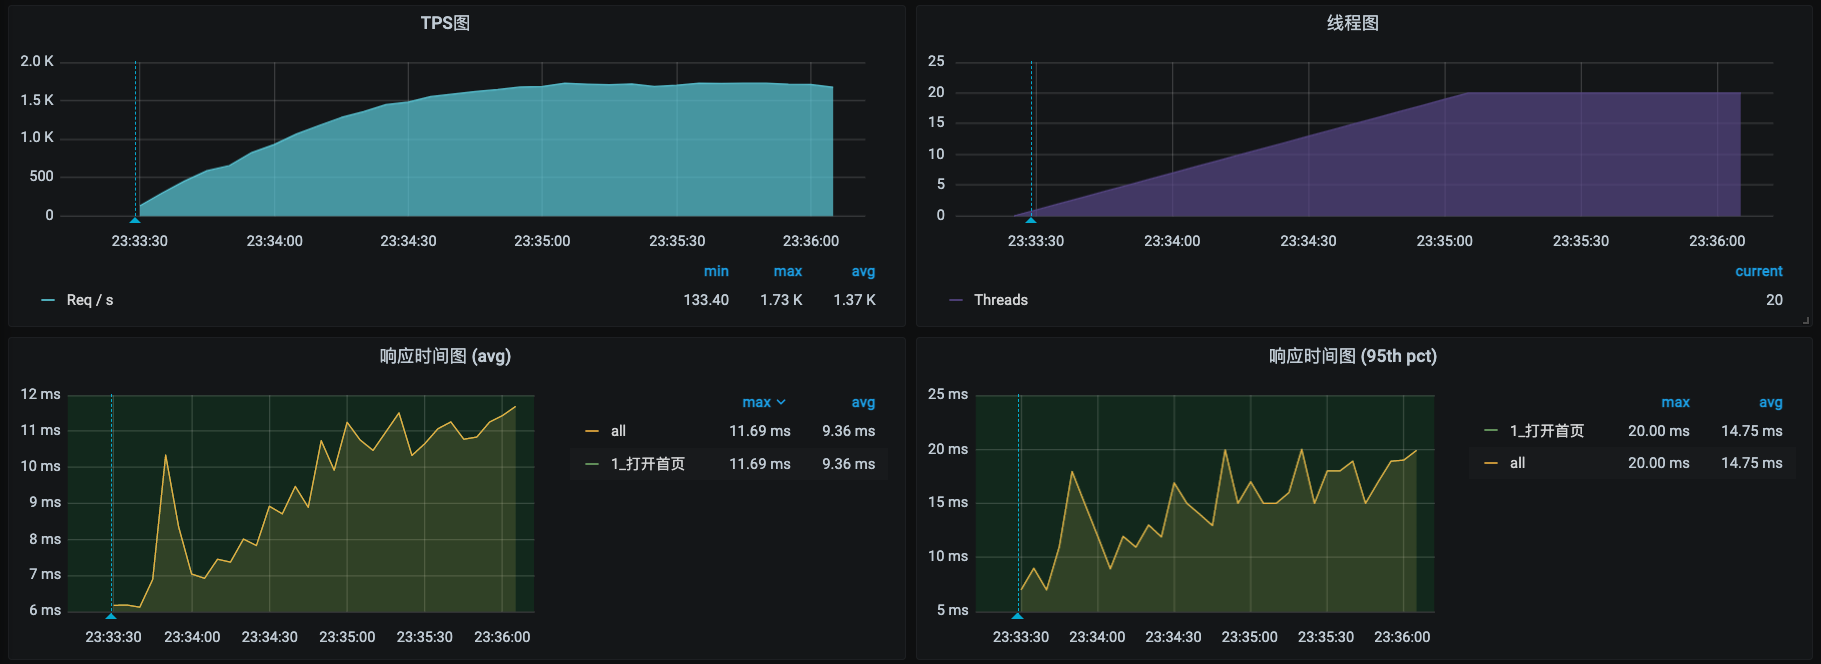 TPS图
2.0 K
1.5 K
1.0 K
500
0
23:33:30 23:34:00 23:34:30 23:35:00 23:35:30 23:36:00
min max avg
Req / s 133.40 1.73 K 1.37 K
线程图
25
20
15
10
5
0
23:33:30 23:34:00 23:34:30 23:35:00 23:35:30 23:36:00
current
Threads 20
响应时间图 (avg)
12 ms
11 ms
10 ms
9 ms
8 ms
7 ms
6 ms
23:33:30 23:34:00 23:34:30 23:35:00 23:35:30 23:36:00
max avg
all 11.69 ms 9.36 ms
1_打开首页 11.69 ms 9.36 ms
响应时间图 (95th pct)
25 ms
20 ms
15 ms
10 ms
5 ms
23:33:30 23:34:00 23:34:30 23:35:00 23:35:30 23:36:00
max avg
1_打开首页 20.00 ms 14.75 ms
all 20.00 ms 14.75 ms